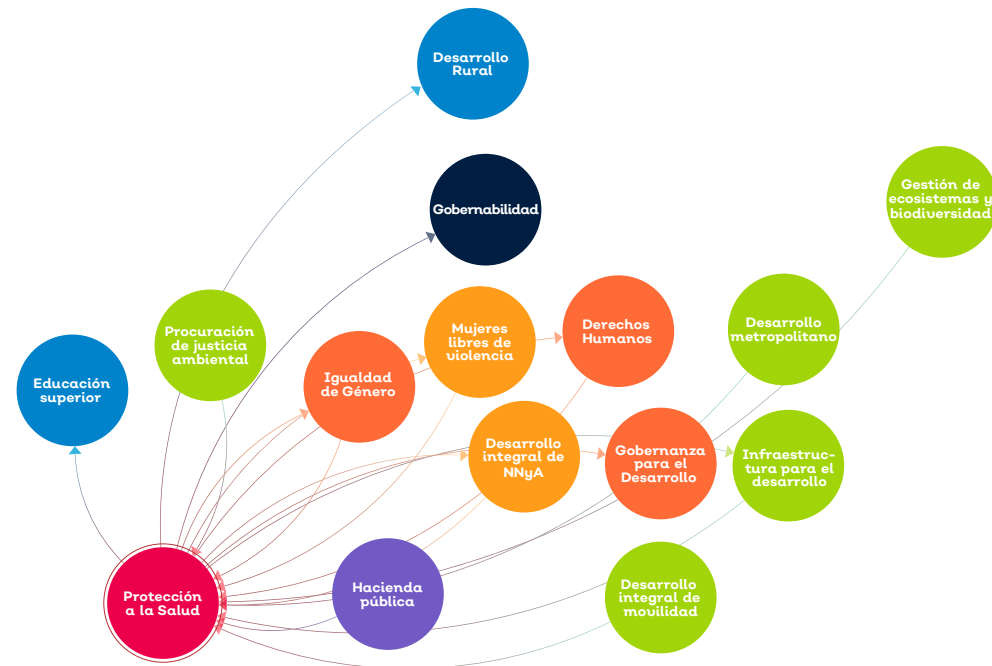 Desarrollo
Rural
Gobernabilidad
Gestión de
ecosistemas y
biodiversidad
Procuración
de justicia
ambiental
Mujeres
libres de
violencia
Derechos
Humanos
Desarrollo
metropolitano
Educación
superior
Igualdad
de Género
Desarrollo
integral de
NNyA
Gobernanza
para el
Desarrollo
Infraestruc-
tura para el
desarrollo
Protección
a la Salud
Hacienda
pública
Desarrollo
integral de
movilidad